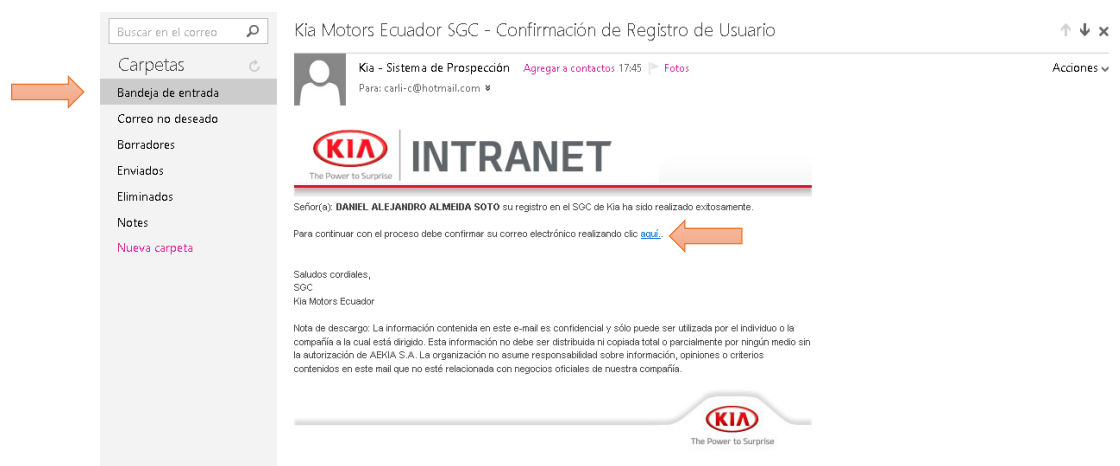 Buscar en el correo
Carpetas
Bandeja de entrada
Correo no deseado
Borradores
Enviados
Eliminados
Notes
Nueva carpeta
Kia Motors Ecuador SGC - Confirmación de Registro de Usuario
Kia - Sistema de Prospección Agregar a contactos 17:45 Fotos
Acciones
Para: carli-c@hotmail.com
KIA
The Power to Surprise
INTRANET
Señor(a): DANIEL ALEJANDRO ALMEIDA SOTO su registro en el SGC de Kia ha sido realizado exitosamente.
Para continuar con el proceso debe confirmar su correo electrónico realizando clic aquí..
Saludos cordiales,
SGC
Kia Motors Ecuador
Nota de descargo: La información contenida en este e-mail es confidencial y sólo puede ser utilizada por el individuo o la
compañía a la cual está dirigido. Esta información no debe ser distribuida ni copiada total o parcialmente por ningún medio sin
la autorización de AEKIA S.A. La organización no asume responsabilidad sobre información, opiniones o criterios
contenidos en este mail que no esté relacionada con negocios oficiales de nuestra compañía.
KIA
The Power to Surprise